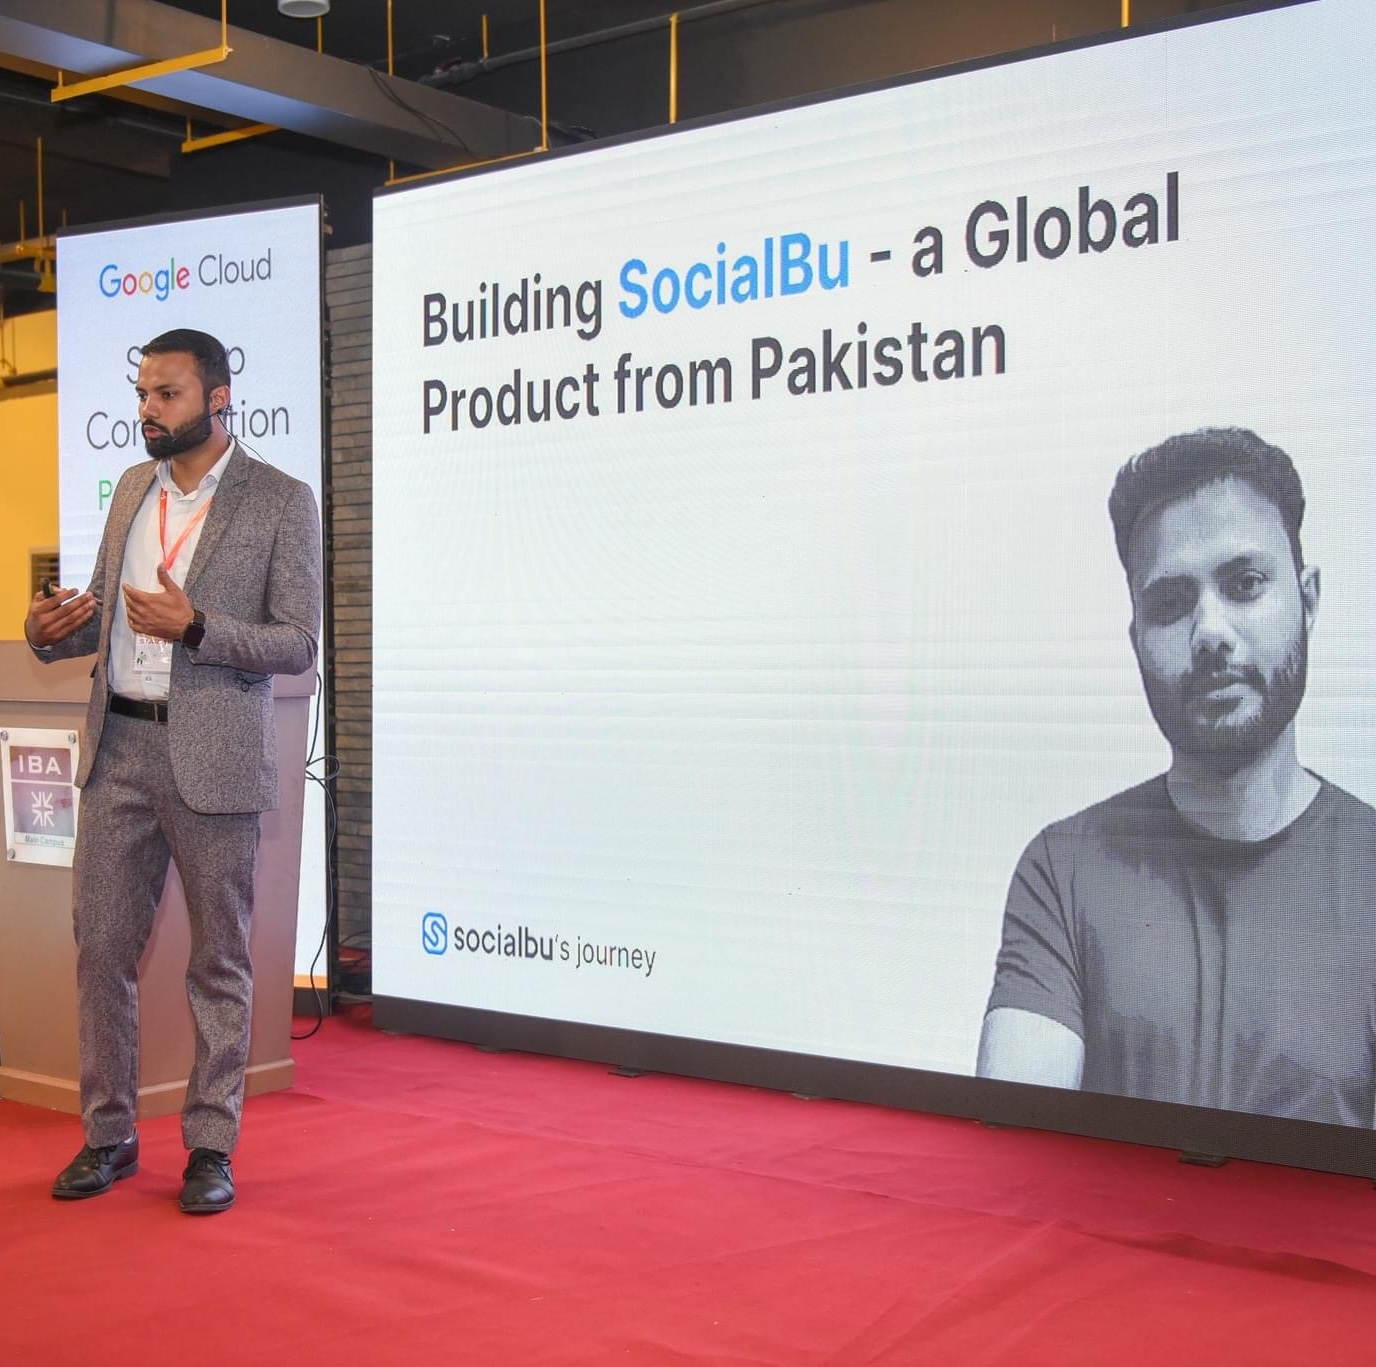 Google Cloud
Building SocialBu - a Global
Product from Pakistan
socialbu's journey
IBA
Main Campus